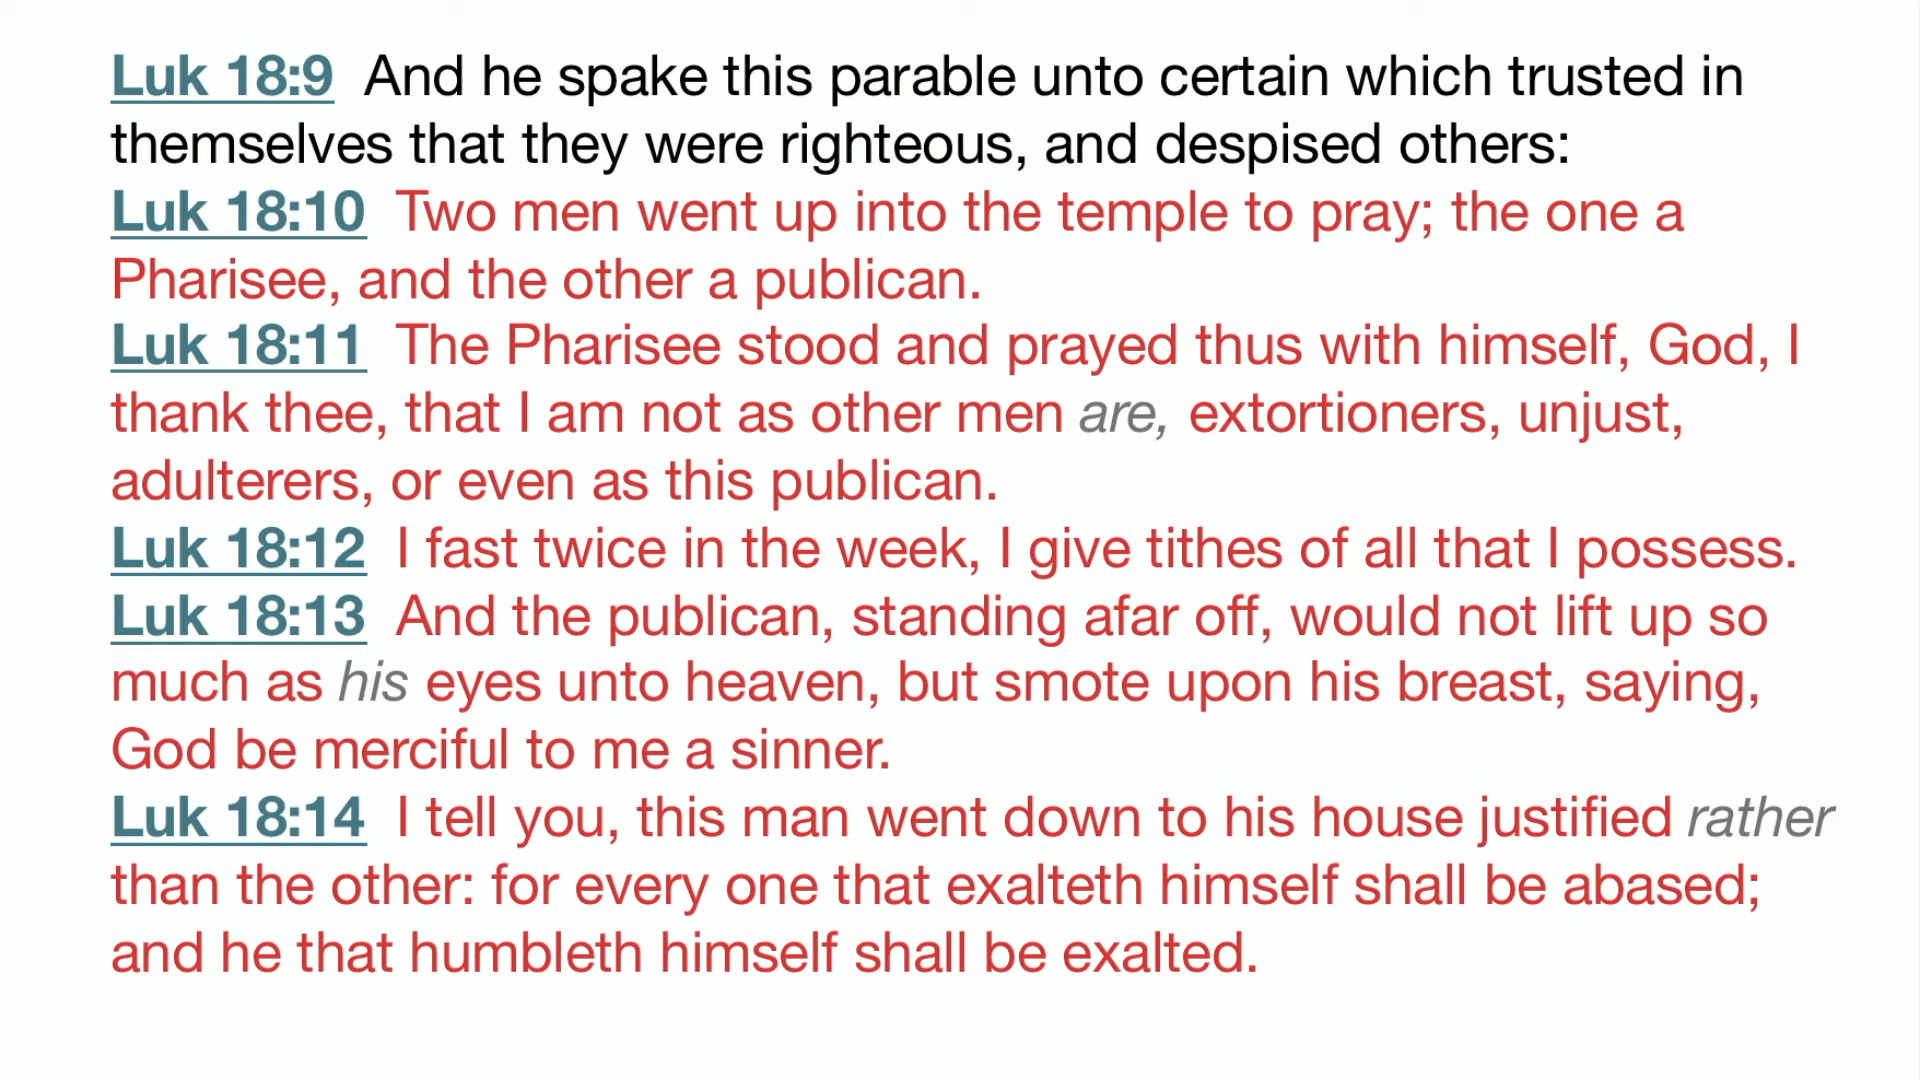 Luk 18:9  And he spake this parable unto certain which trusted in
themselves that they were righteous, and despised others:
Luk 18:10  Two men went up into the temple to pray; the one a
Pharisee, and the other a publican.
Luk 18:11  The Pharisee stood and prayed thus with himself, God, I
thank thee, that I am not as other men are, extortioners, unjust,
adulterers, or even as this publican.
Luk 18:12  I fast twice in the week, I give tithes of all that I possess.
Luk 18:13  And the publican, standing afar off, would not lift up so
much as his eyes unto heaven, but smote upon his breast, saying,
God be merciful to me a sinner.
Luk 18:14  I tell you, this man went down to his house justified rather
than the other: for every one that exalteth himself shall be abased;
and he that humbleth himself shall be exalted.